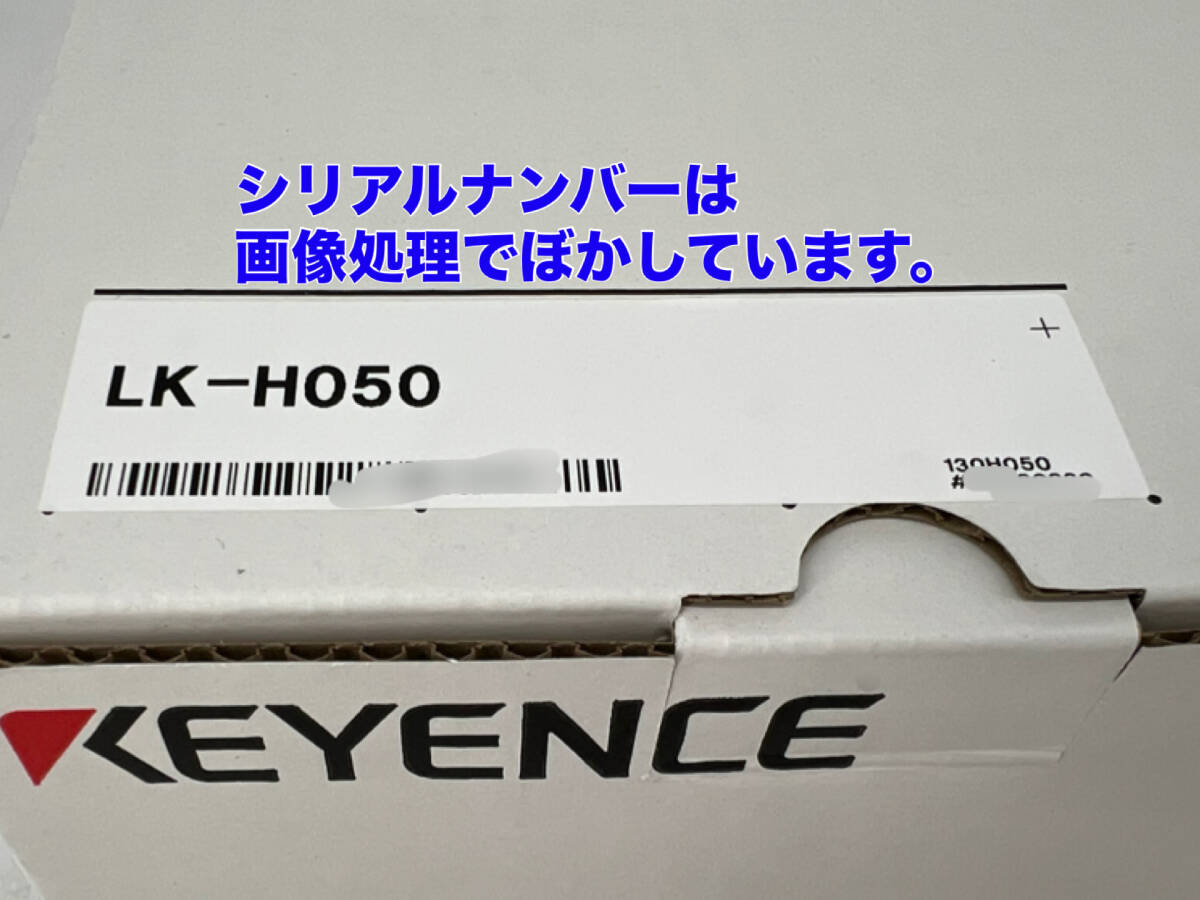 シリアルナンバーは
画像処理でぼかしています。
LK-H050
130H050
KEYENCE